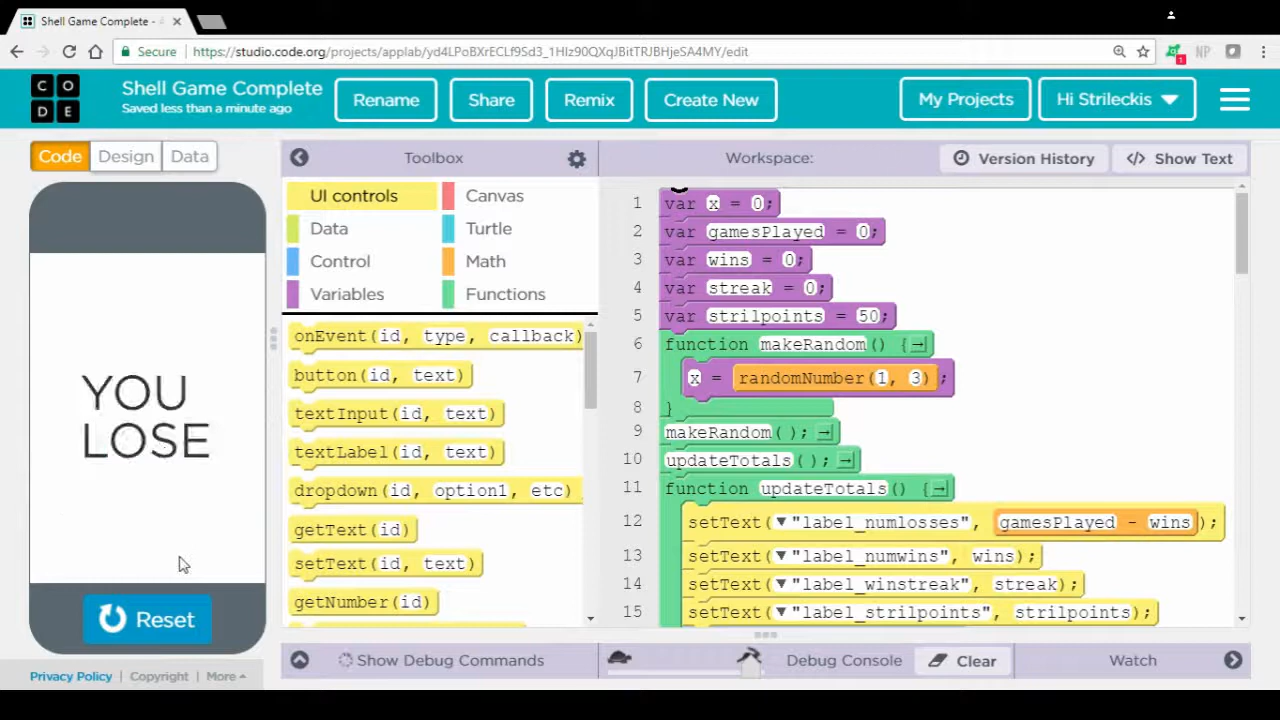 Shell Game Complete -
Secure
https://studio.code.org/projects/applab/yd4LPoBXrECLf9Sd3_1HIz90QXqJBitTRJBHjeSA4MY/edit
1
NP
CODE
Shell Game Complete
Saved less than a minute ago
Rename
Share
Remix
Create New
My Projects
Hi Strileckis
Code
Design
Data
YOU
LOSE
Reset
Privacy Policy | Copyright | More
Toolbox
UI controls
Canvas
Data
Turtle
Control
Math
Variables
Functions
onEvent(id, type, callback)
button(id, text)
textInput(id, text)
textLabel(id, text)
dropdown(id, option1, etc)
getText(id)
setText(id, text)
getNumber(id)
Workspace:
Version History
</> Show Text
1 var x = 0;
2 var gamesPlayed = 0;
3 var wins = 0;
4 var streak = 0;
5 var strilpoints = 50;
6 function makeRandom() {
7 x = randomNumber(1, 3);
8 }
9 makeRandom();
10 updateTotals();
11 function updateTotals() {
12 setText("label_numlosses", gamesPlayed - wins);
13 setText("label_numwins", wins);
14 setText("label_winstreak", streak);
15 setText("label_strilpoints", strilpoints);
Show Debug Commands
Debug Console
Clear
Watch